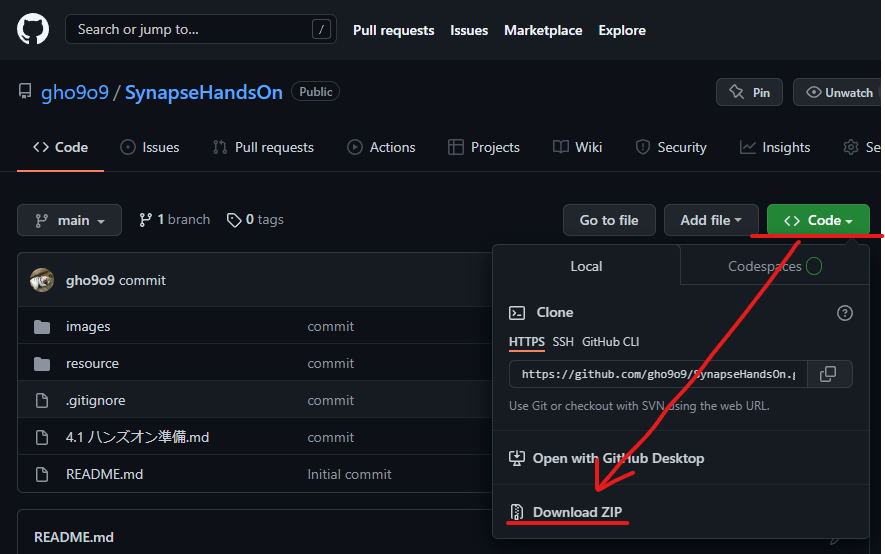 Search or jump to... /
Pull requests Issues Marketplace Explore
gho9o9 / SynapseHandsOn Public
Pin Unwatch
Code Issues Pull requests Actions Projects Wiki Security Insights Se
main 1 branch 0 tags Go to file Add file Code
gho9o9 commit
Local Codespaces
images commit
Clone
HTTPS SSH GitHub CLI
resource commit
https://github.com/gho9o9/SynapseHandsOn.g
.gitignore commit
Use Git or checkout with SVN using the web URL.
4.1 ハンズオン準備.md commit
Open with GitHub Desktop
README.md Initial commit
Download ZIP
README.md